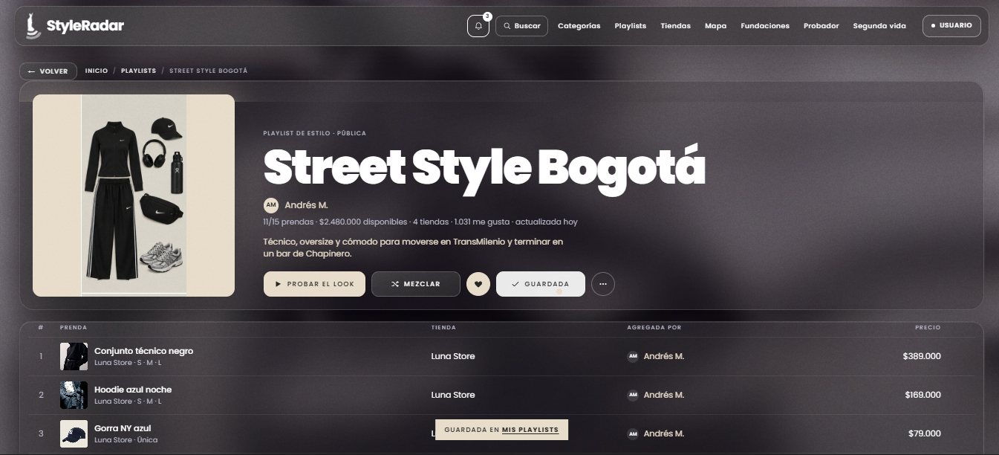 StyleRadar
3
Buscar
Categorías
Playlists
Tiendas
Mapa
Fundaciones
Probador
Segunda vida
USUARIO
← VOLVER
INICIO / PLAYLISTS / STREET STYLE BOGOTÁ
PLAYLIST DE ESTILO · PÚBLICA
Street Style Bogotá
AM Andrés M.
11/15 prendas · $2.480.000 disponibles · 4 tiendas · 1.031 me gusta · actualizada hoy
Técnico, oversize y cómodo para moverse en TransMilenio y terminar en
un bar de Chapinero.
PROBAR EL LOOK
MEZCLAR
GUARDADA
# PRENDA TIENDA AGREGADA POR PRECIO
1 Conjunto técnico negro Luna Store AM Andrés M. $389.000
Luna Store · S · M · L
2 Hoodie azul noche Luna Store AM Andrés M. $169.000
Luna Store · S · M · L
3 Gorra NY azul L AM Andrés M. $79.000
Luna Store · Única
GUARDADA EN MIS PLAYLISTS